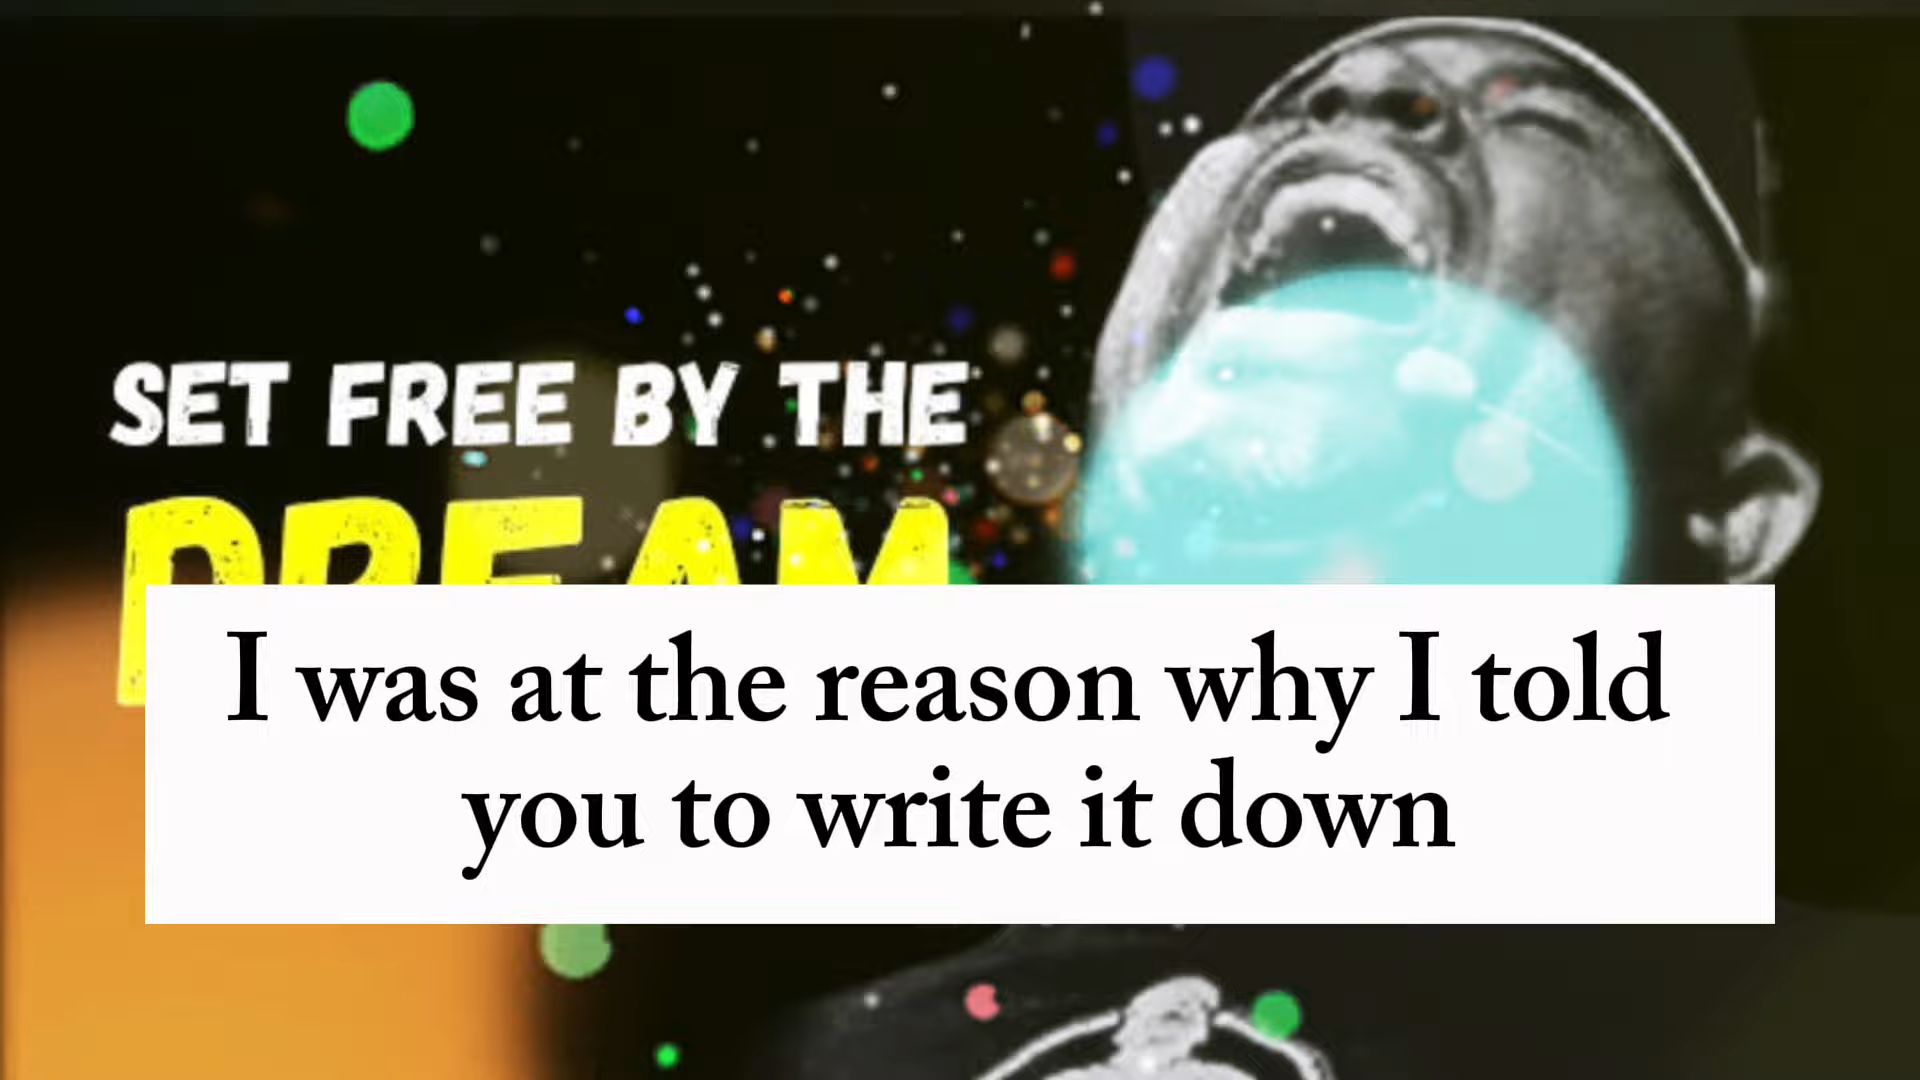 SET FREE BY THE
DREAM
I was at the reason why I told
you to write it down